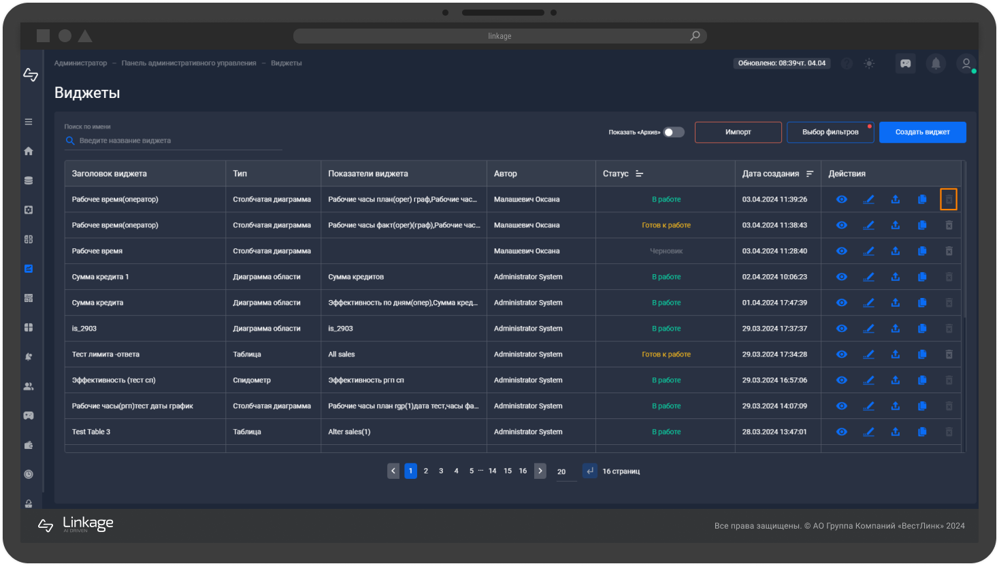 linkage
Администратор – Панель административного управления – Виджеты
Обновлено: 08:39 чт. 04.04
Виджеты
Поиск по имени
Введите название виджета
Показать «Архив»
Импорт
Выбор фильтров
Создать виджет
Заголовок виджета Тип Показатели виджета Автор Статус Дата создания Действия
Рабочее время(оператор) Столбчатая диаграмма Рабочие часы план(opер) граф,Рабочие час... Малашевич Оксана В работе 03.04.2024 11:39:26
Рабочее время(оператор) Столбчатая диаграмма Рабочие часы факт(opер)(граф),Рабочие час... Малашевич Оксана Готов к работе 03.04.2024 11:38:43
Рабочее время Столбчатая диаграмма Малашевич Оксана Черновик 03.04.2024 11:28:40
Сумма кредита 1 Диаграмма области Сумма кредитов Administrator System В работе 02.04.2024 10:06:23
Сумма кредита Диаграмма области Эффективность по дням(опер),Сумма кред... Administrator System В работе 01.04.2024 17:47:39
is_2903 Диаграмма области is_2903 Administrator System В работе 29.03.2024 17:37:37
Тест лимита -ответа Таблица All sales Administrator System Готов к работе 29.03.2024 17:34:28
Эффективность (тест сп) Спидометр Эффективность ргп сп Administrator System В работе 29.03.2024 16:57:06
Рабочие часы(ргп)тест даты график Столбчатая диаграмма Рабочие часы план rgp(1)дата тест,часы фа... Administrator System В работе 29.03.2024 14:07:09
Test Table 3 Таблица Alter sales(1) Administrator System В работе 28.03.2024 13:47:01
1 2 3 4 5 ... 14 15 16 20 16 страниц
Linkage
AI DRIVEN
Все права защищены. © АО Группа Компаний «ВестЛинк» 2024